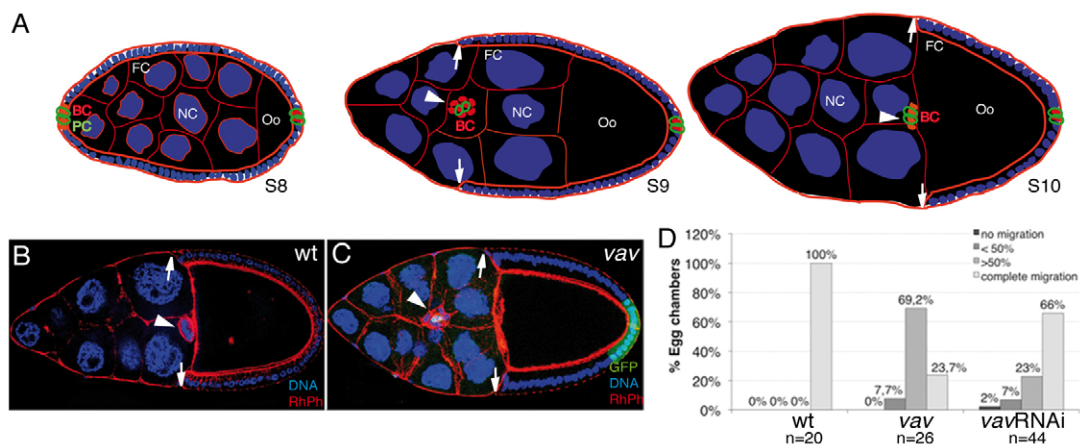 A
FC
BC
PC
NC
Oo
S8
FC
BC
NC
Oo
S9
FC
NC
BC
Oo
S10
B
wt
DNA
RhPh
C
vav
GFP
DNA
RhPh
D
no migration
< 50%
>50%
complete migration
% Egg chambers
120%
100%
80%
60%
40%
20%
0%
0% 0% 0%
100%
0%
7,7%
69,2%
23,7%
2%
7%
23%
66%
wt
n=20
vav
n=26
vavRNAi
n=44